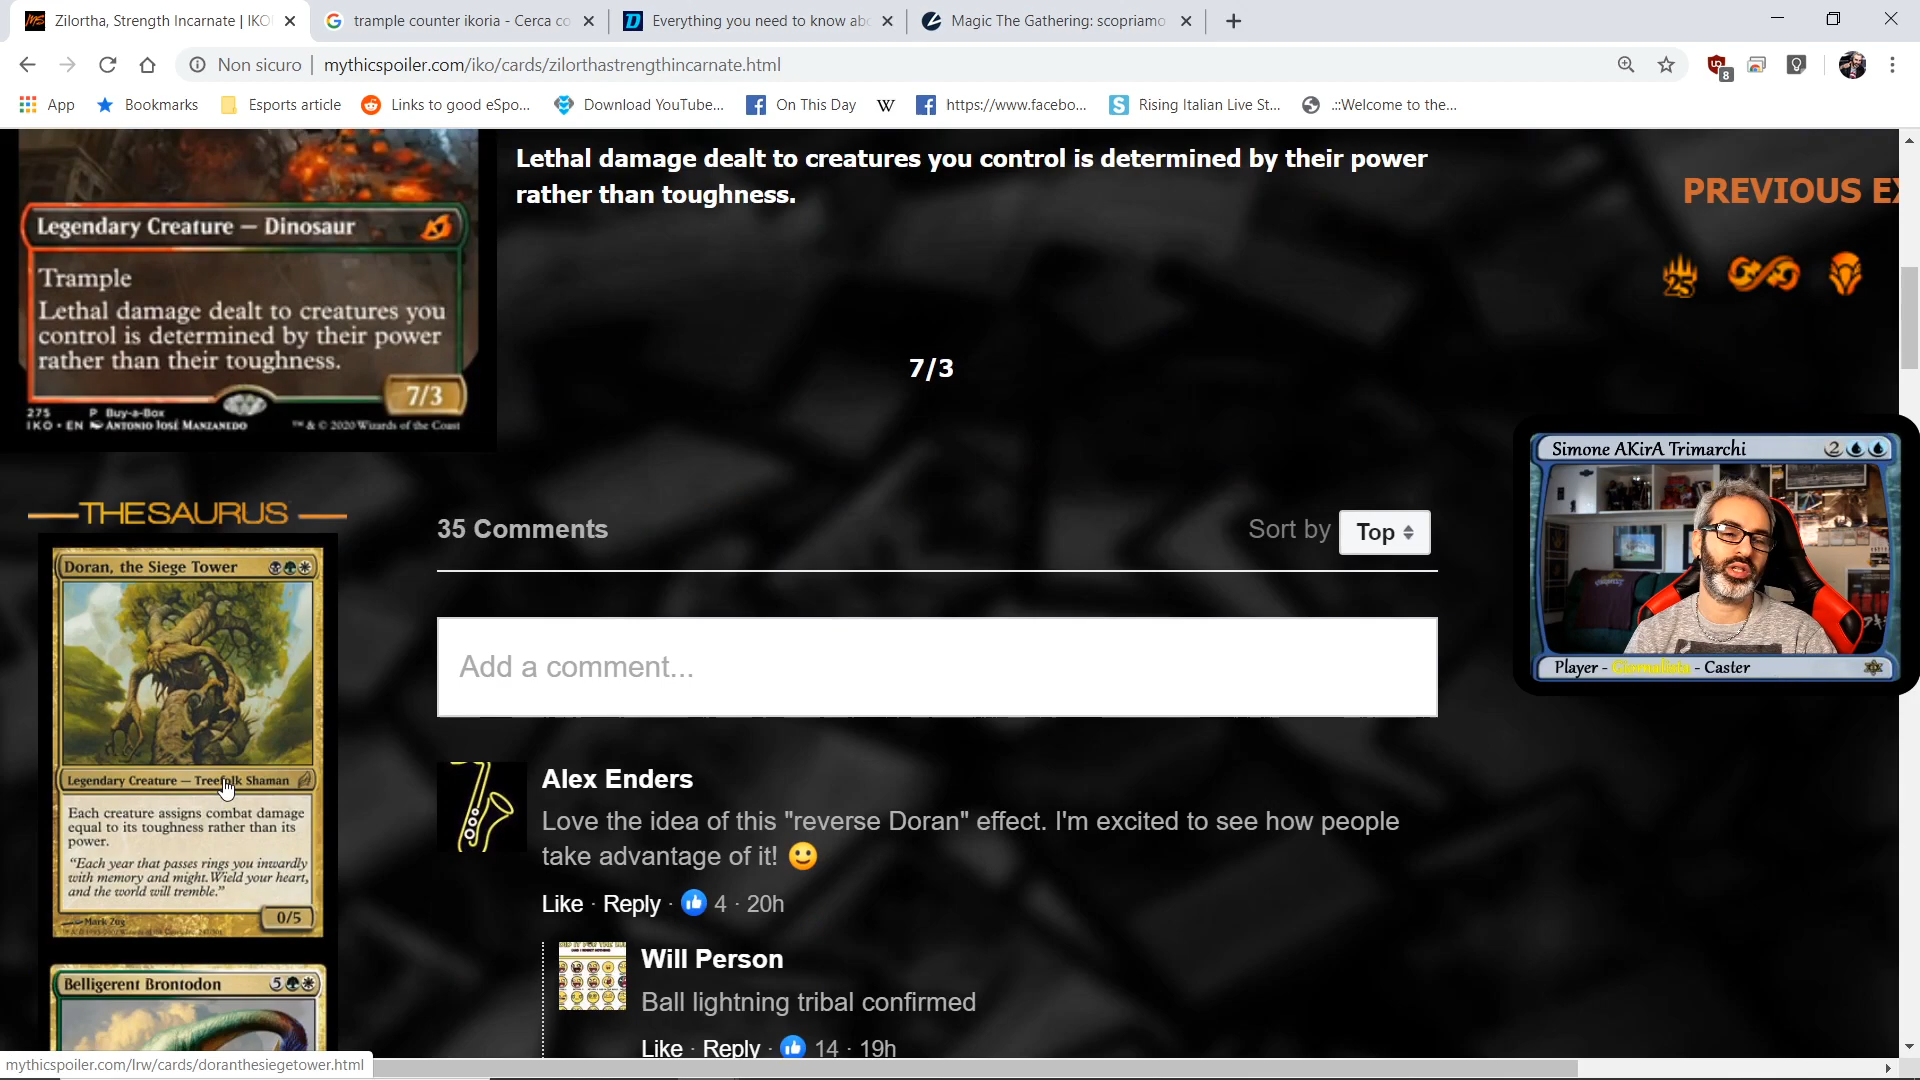 Zilortha, Strength Incarnate | IKO
trample counter ikoria - Cerca co
Everything you need to know ab
Magic The Gathering: scopriamo
Non sicuro
mythicspoiler.com/iko/cards/zilorthastrengthincarnate.html
8
App
Bookmarks
Esports article
Links to good eSpo...
Download YouTube...
On This Day
W
https://www.facebo...
Rising Italian Live St...
.::Welcome to the...
Lethal damage dealt to creatures you control is determined by their power
rather than toughness.
7/3
PREVIOUS EX
25
Legendary Creature — Dinosaur
Trample
Lethal damage dealt to creatures you
control is determined by their power
rather than their toughness.
7/3
275 P Buy-a-Box
IKO • EN Antonio José Manzanedo
™ & © 2020 Wizards of the Coast
THESAURUS
Doran, the Siege Tower
Legendary Creature — Treefolk Shaman
Each creature assigns combat damage
equal to its toughness rather than its
power.
"Each year that passes rings you inwardly
with memory and might. Wield your heart,
and the world will tremble."
Mark Zug
0/5
Belligerent Brontodon
5
35 Comments
Sort by
Top
Add a comment...
Alex Enders
Love the idea of this "reverse Doran" effect. I'm excited to see how people
take advantage of it! 🙂
Like · Reply · 4 · 20h
Will Person
Ball lightning tribal confirmed
Like · Reply · 14 · 19h
Simone AKirA Trimarchi
2
Player - Giornalista - Caster
mythicspoiler.com/lrw/cards/doranthesiegetower.html